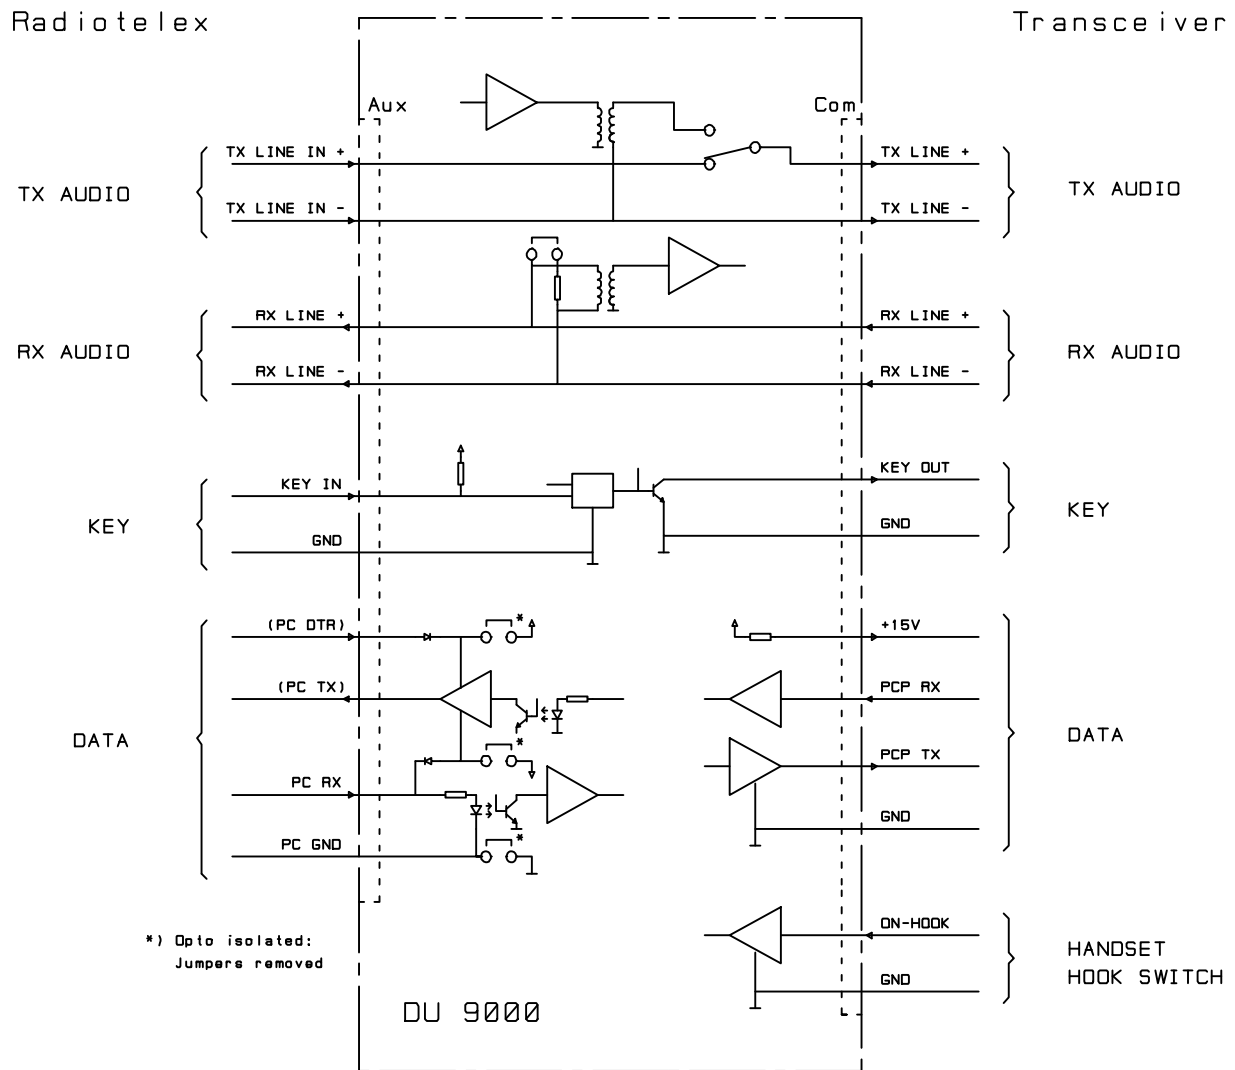 Radiotelex
Transceiver
Aux
Com
TX LINE IN +
TX LINE +
TX AUDIO
TX AUDIO
TX LINE IN -
TX LINE -
RX LINE +
RX LINE +
RX AUDIO
RX AUDIO
RX LINE -
RX LINE -
KEY IN
KEY OUT
KEY
KEY
GND
GND
(PC DTR)
*
+15V
(PC TX)
PCP RX
DATA
DATA
*
PCP TX
PC RX
GND
PC GND
*
ON-HOOK
*) Opto isolated:
Jumpers removed
HANDSET
HOOK SWITCH
GND
DU 9000